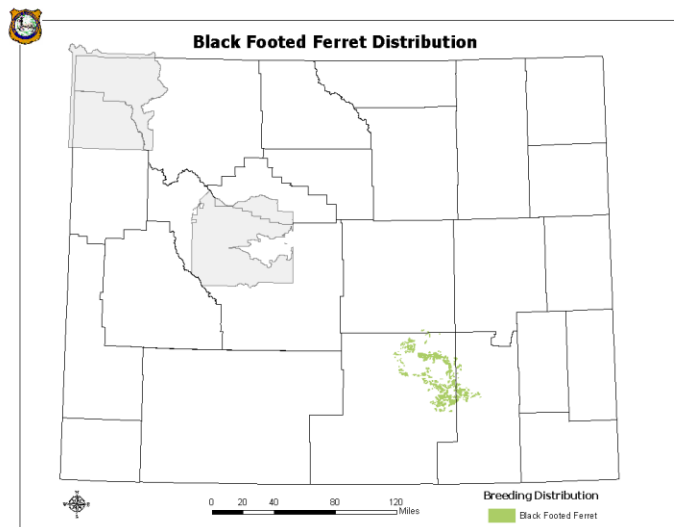 Black Footed Ferret Distribution
0 20 40 80 120
Miles
Breeding Distribution
Black Footed Ferret